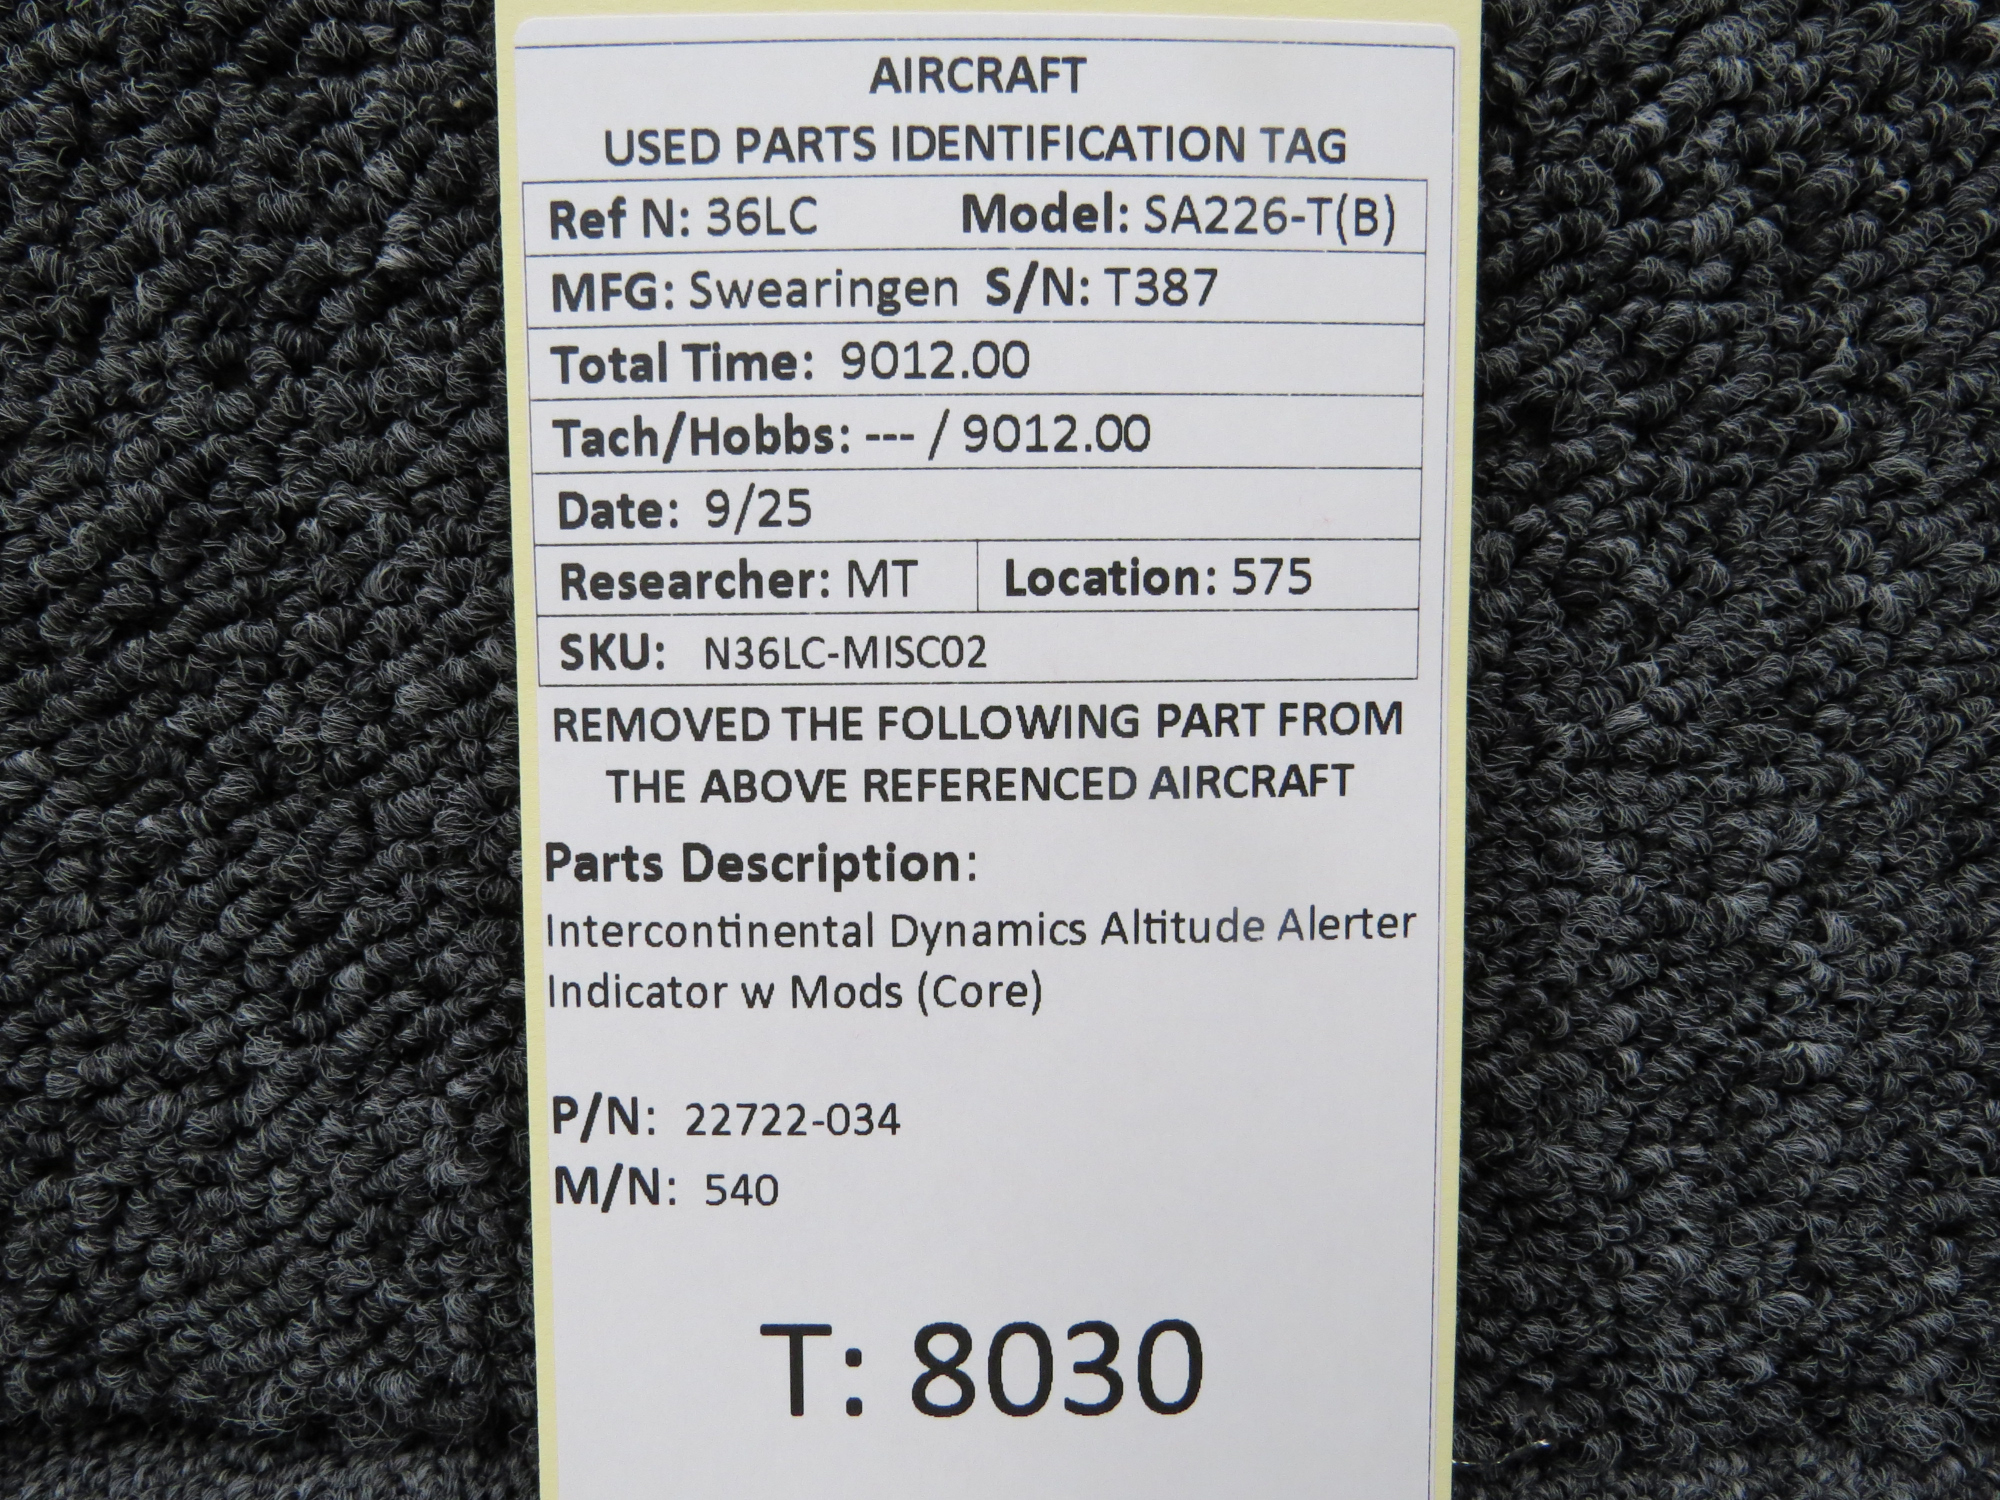 AIRCRAFT
USED PARTS IDENTIFICATION TAG
Ref N: 36LC Model: SA226-T(B)
MFG: Swearingen S/N: T387
Total Time: 9012.00
Tach/Hobbs: --- / 9012.00
Date: 9/25
Researcher: MT Location: 575
SKU: N36LC-MISC02
REMOVED THE FOLLOWING PART FROM
THE ABOVE REFERENCED AIRCRAFT
Parts Description:
Intercontinental Dynamics Altitude Alerter
Indicator w Mods (Core)
P/N: 22722-034
M/N: 540
T: 8030